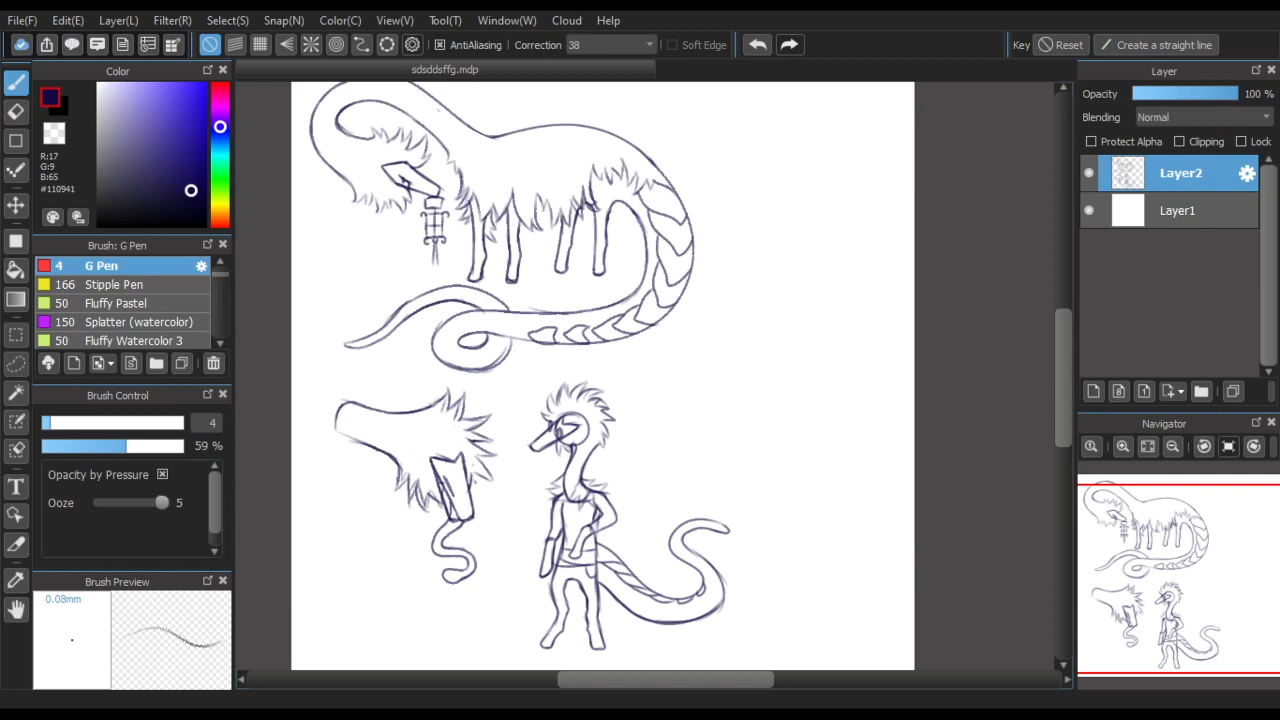 File(F) Edit(E) Layer(L) Filter(R) Select(S) Snap(N) Color(C) View(V) Tool(T) Window(W) Cloud Help
AntiAliasing Correction 38 Soft Edge Key Reset Create a straight line
Color
sdsddsffg.mdp
Layer
Opacity 100 %
Blending Normal
Protect Alpha Clipping Lock
R:17
G:9
B:65
#110941
Layer2
Layer1
Brush: G Pen
4 G Pen
166 Stipple Pen
50 Fluffy Pastel
150 Splatter (watercolor)
50 Fluffy Watercolor 3
Brush Control
4
59 %
Opacity by Pressure
Ooze 5
Navigator
Brush Preview
0.08mm